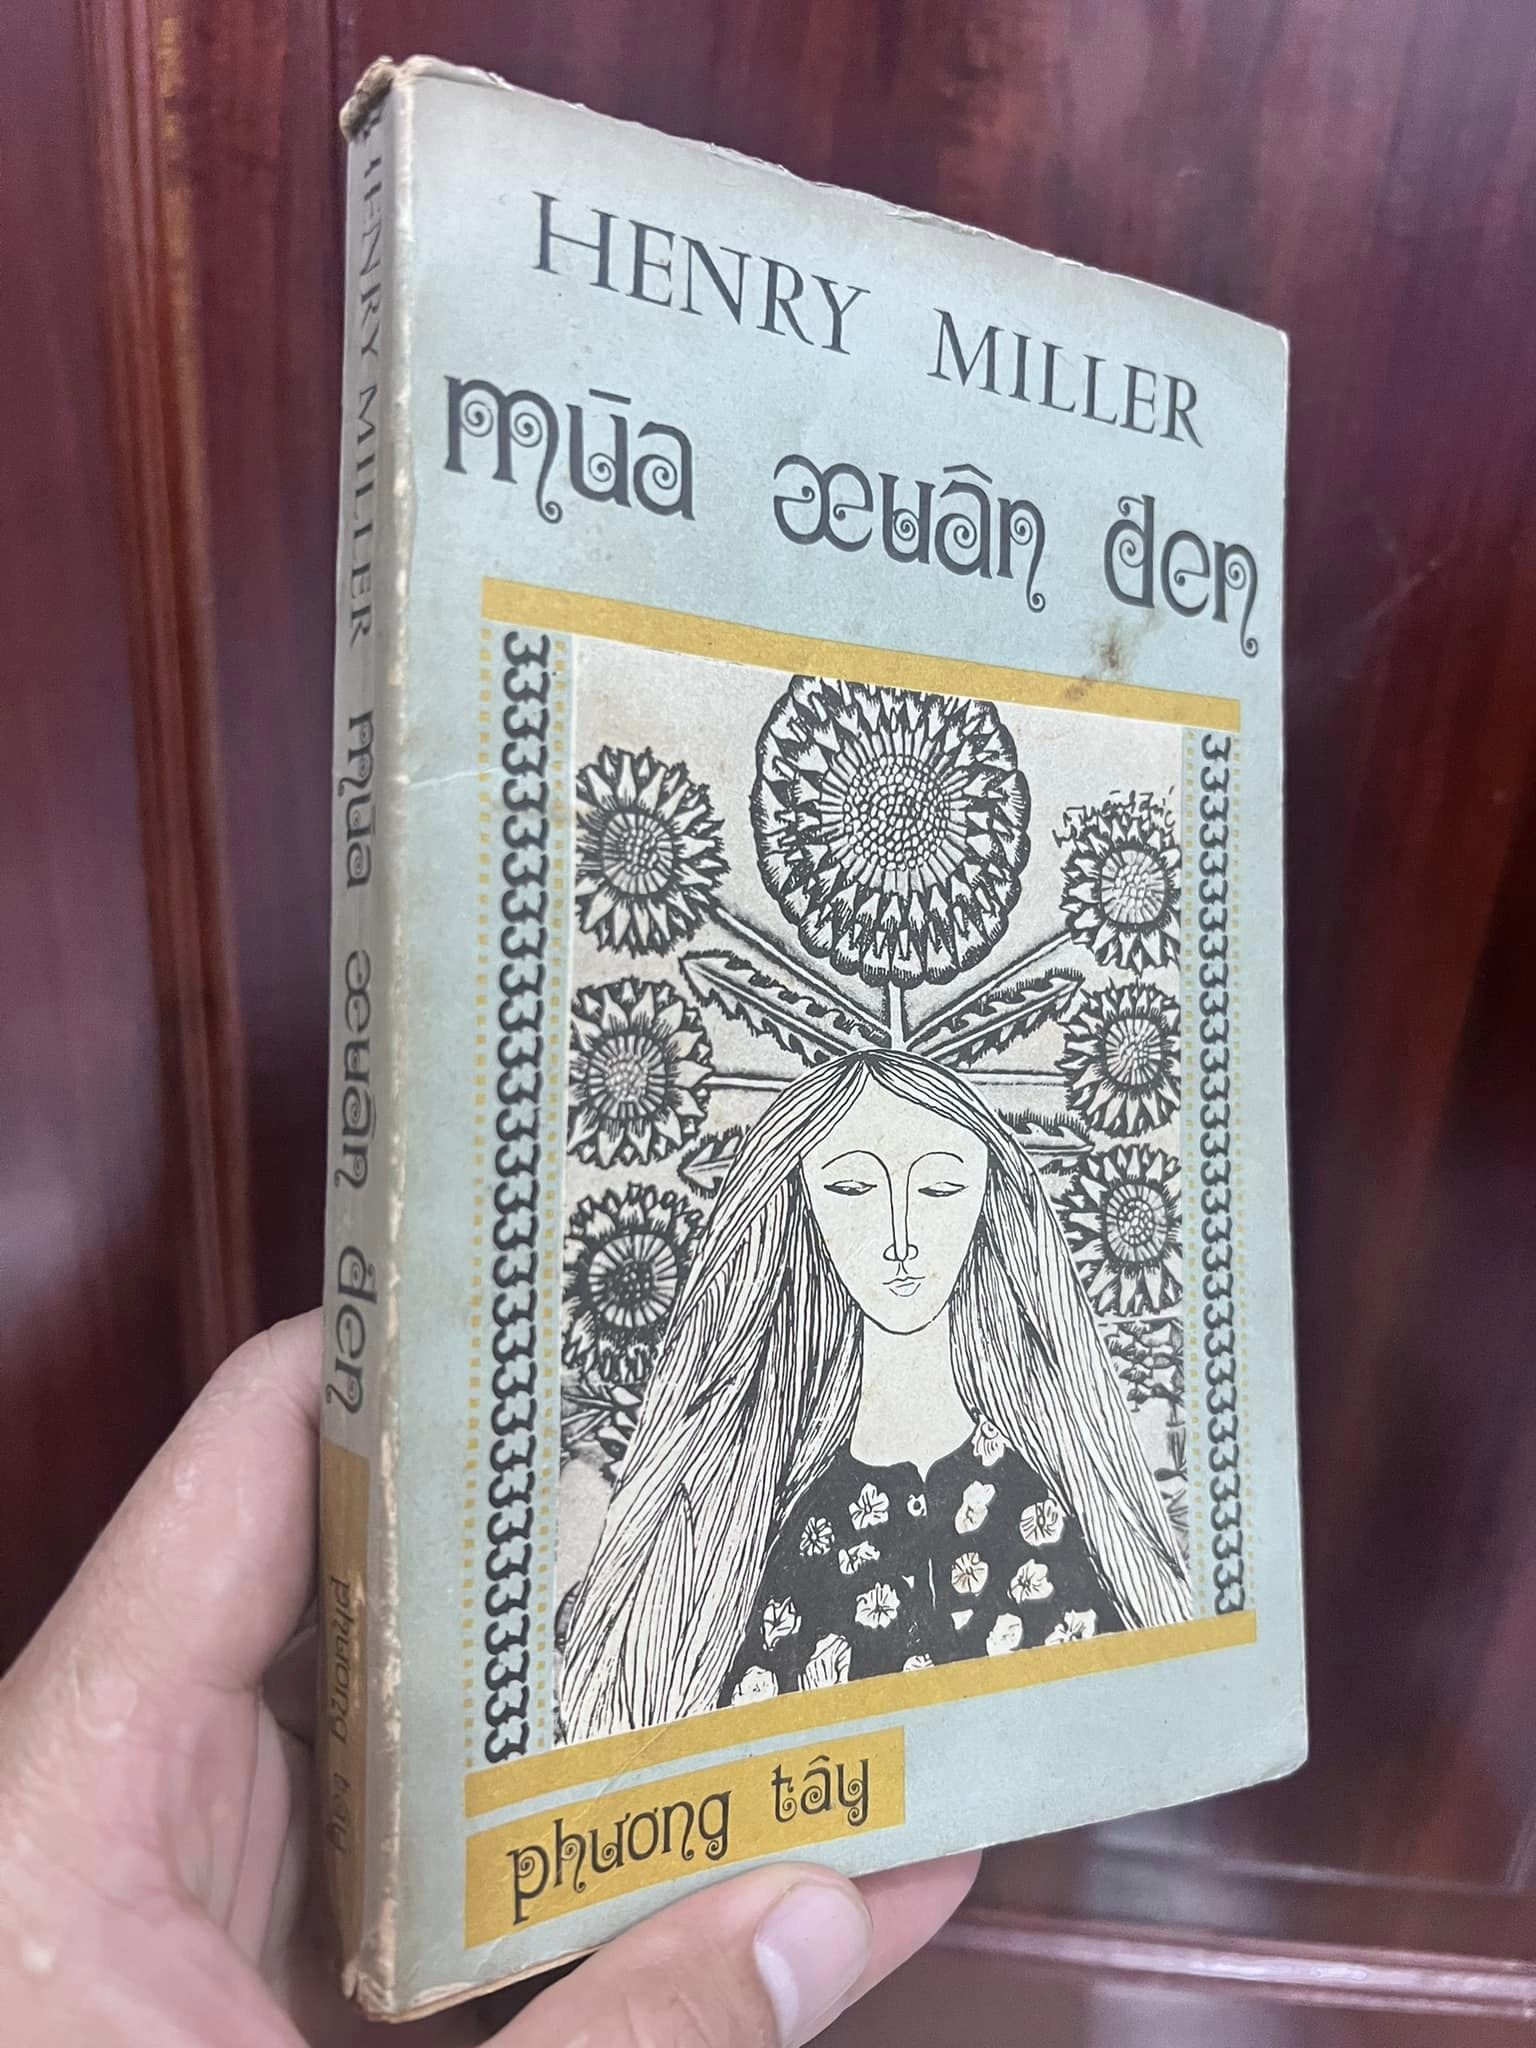 HENRY MILLER
mùa xuân đen
phương tây
HENRY MILLER mùa xuân đen
phương tây